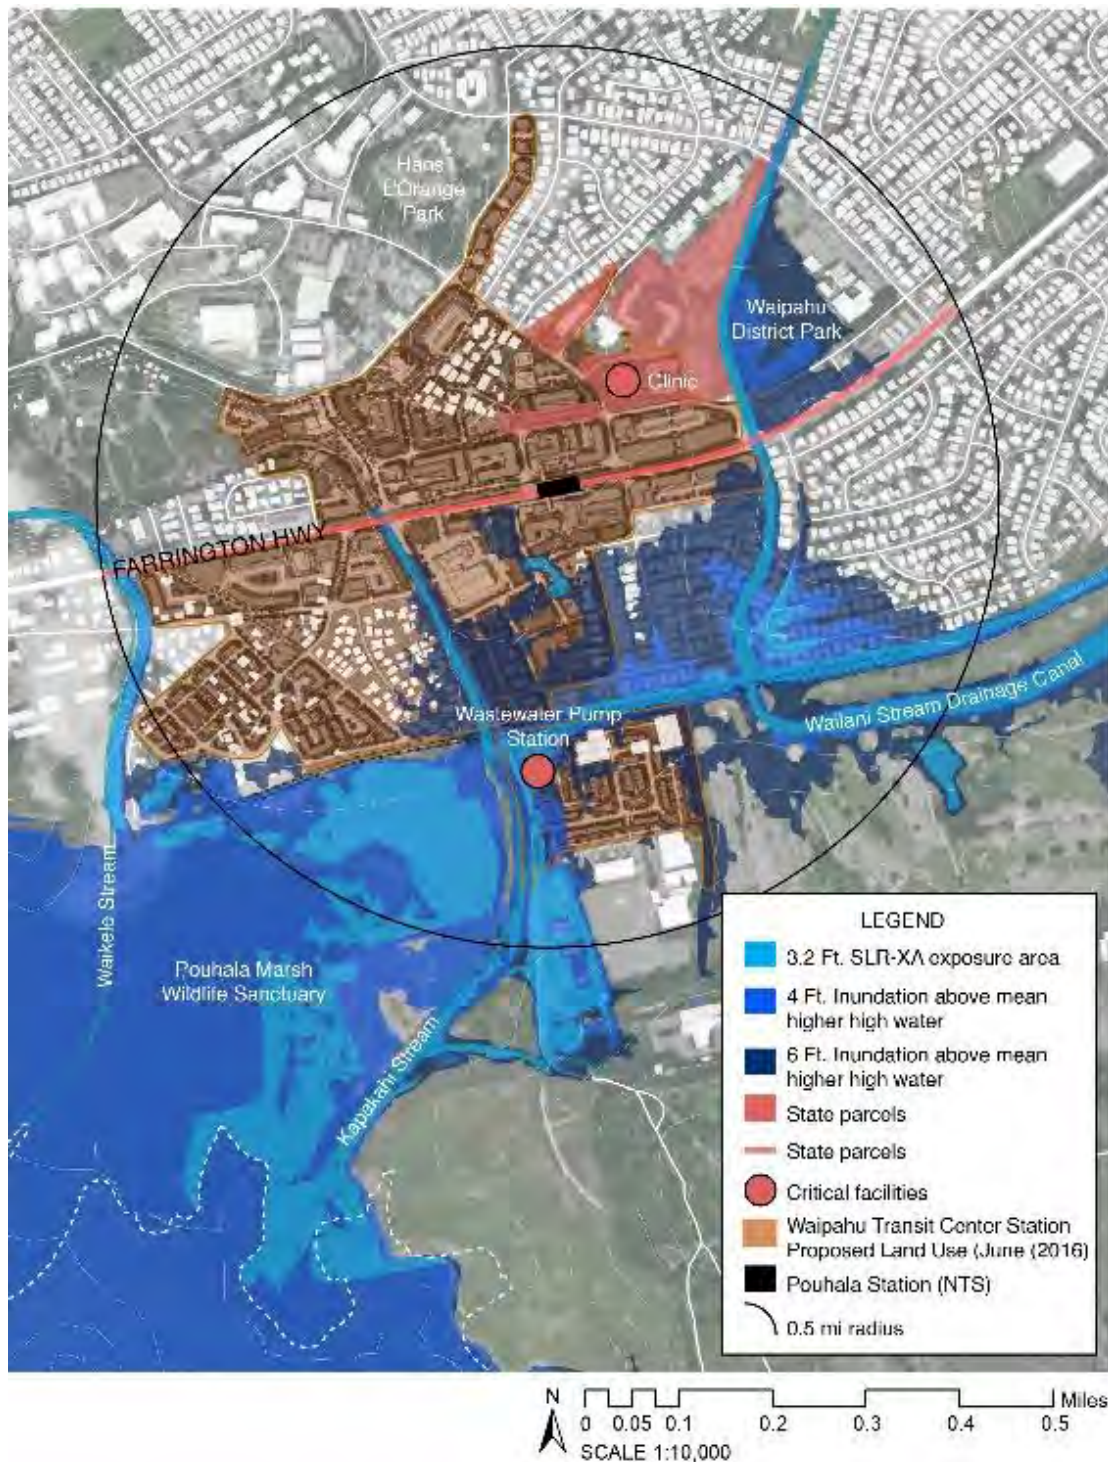 Hans
L'Orange
Park
Waipahu
District Park
Clinic
FARRINGTON HWY
Wastewater Pump
Station
Wailani Stream Drainage Canal
Waikele Stream
Pouhala Marsh
Wildlife Sanctuary
Kapakahi Stream
LEGEND
3.2 Ft. SLR-XA exposure area
4 Ft. Inundation above mean
higher high water
6 Ft. Inundation above mean
higher high water
State parcels
State parcels
Critical facilities
Waipahu Transit Center Station
Proposed Land Use (June (2016)
Pouhala Station (NTS)
0.5 mi radius
N
Miles
0 0.05 0.1 0.2 0.3 0.4 0.5
SCALE 1:10,000